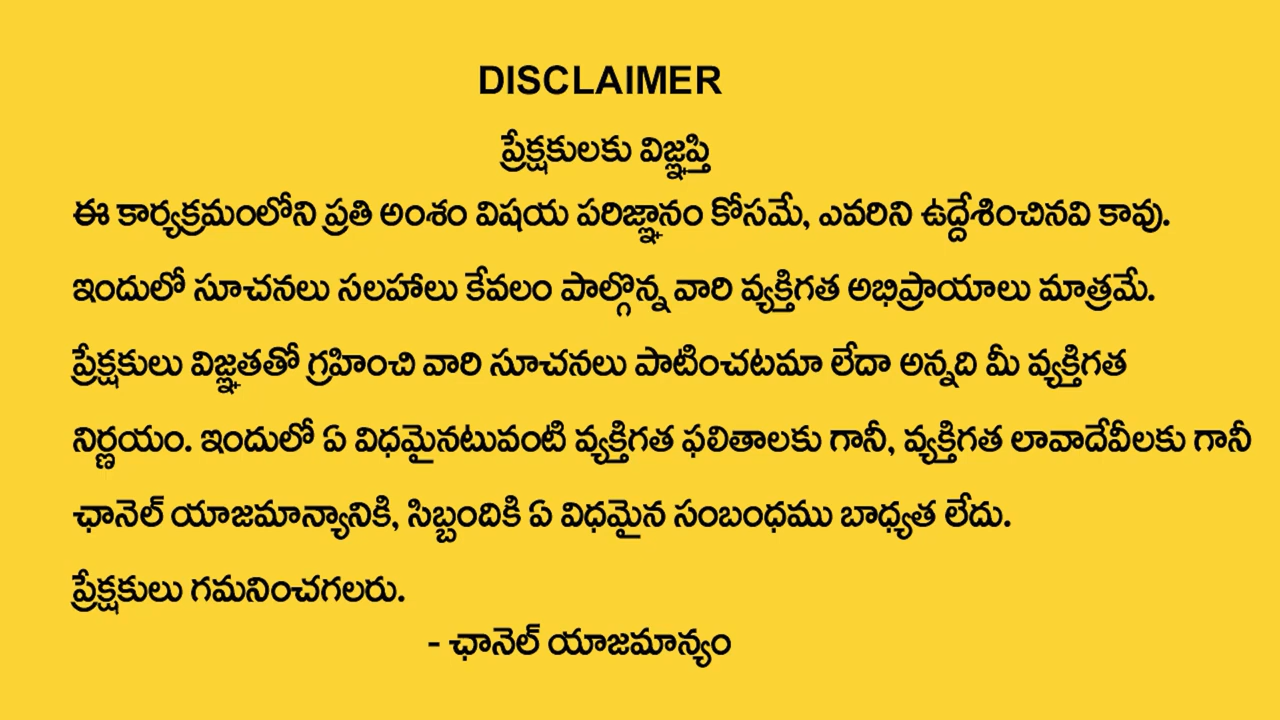 DISCLAIMER
ప్రేక్షకులకు విజ్ఞప్తి
ఈ కార్యక్రమంలోని ప్రతి అంశం విషయ పరిజ్ఞానం కోసమే, ఎవరిని ఉద్దేశించినవి కావు.
ఇందులో సూచనలు సలహాలు కేవలం పాల్గొన్న వారి వ్యక్తిగత అభిప్రాయాలు మాత్రమే.
ప్రేక్షకులు విజ్ఞతతో గ్రహించి వారి సూచనలు పాటించటమా లేదా అన్నది మీ వ్యక్తిగత
నిర్ణయం. ఇందులో ఏ విధమైనటువంటి వ్యక్తిగత ఫలితాలకు గానీ, వ్యక్తిగత లావాదేవీలకు గానీ
ఛానెల్ యాజమాన్యానికి, సిబ్బందికి ఏ విధమైన సంబంధము బాధ్యత లేదు.
ప్రేక్షకులు గమనించగలరు.
- ఛానెల్ యాజమాన్యం